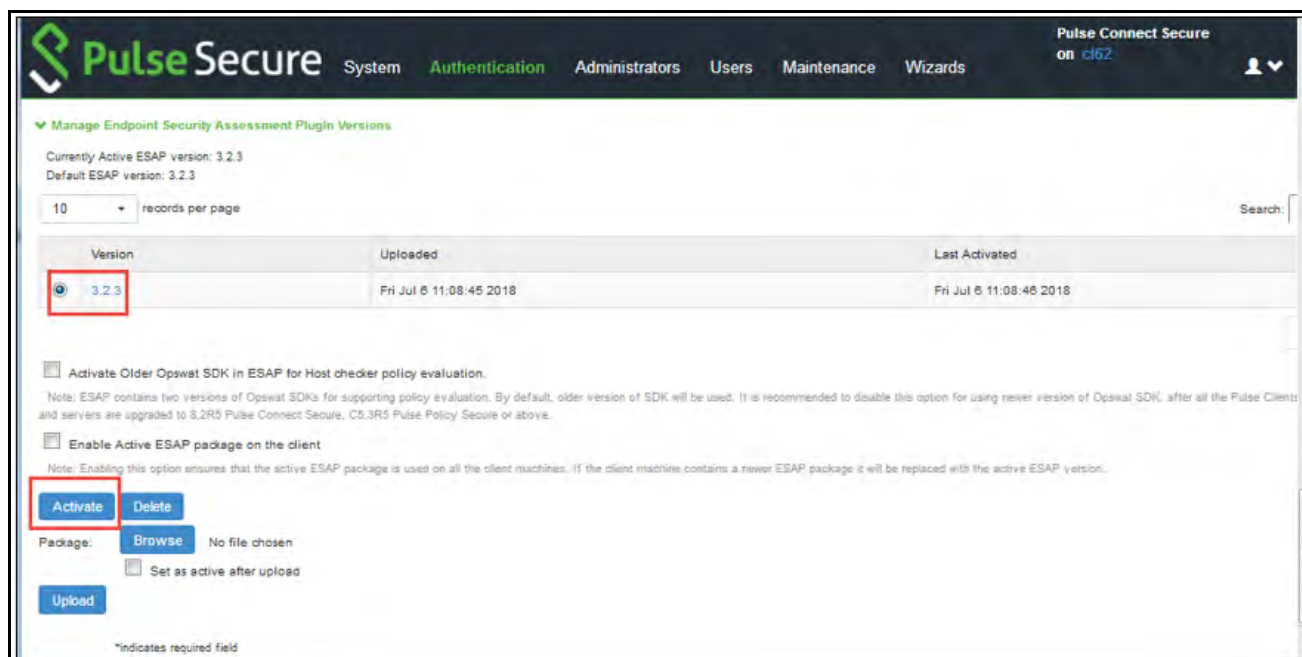 Pulse Secure System Authentication Administrators Users Maintenance Wizards
Pulse Connect Secure
on cl62
Manage Endpoint Security Assessment PlugIn Versions
Currently Active ESAP version: 3.2.3
Default ESAP version: 3.2.3
10 records per page Search:
Version Uploaded Last Activated
3.2.3 Fri Jul 6 11:08:45 2018 Fri Jul 6 11:08:46 2018
Activate Older Opswat SDK in ESAP for Host checker policy evaluation.
Note: ESAP contains two versions of Opswat SDKs for supporting policy evaluation. By default, older version of SDK will be used. It is recommended to disable this option for using newer version of Opswat SDK, after all the Pulse Clients
and servers are upgraded to 8.2R5 Pulse Connect Secure, C5.3R5 Pulse Policy Secure or above.
Enable Active ESAP package on the client
Note: Enabling this option ensures that the active ESAP package is used on all the client machines. If the client machine contains a newer ESAP package it will be replaced with the active ESAP version.
Activate Delete
Package: Browse No file chosen
Set as active after upload
Upload
*indicates required field